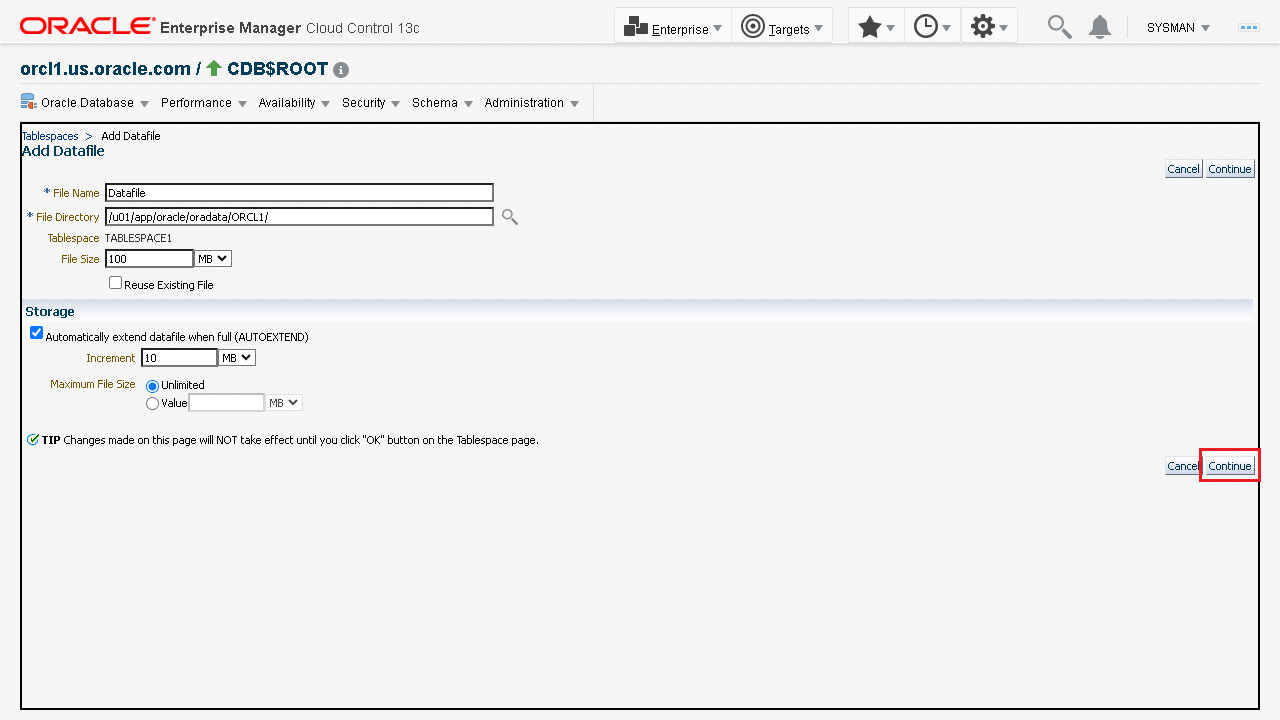 ORACLE® Enterprise Manager Cloud Control 13c Enterprise Targets SYSMAN
orcl1.us.oracle.com / CDB$ROOT
Oracle Database Performance Availability Security Schema Administration
Tablespaces > Add Datafile
Add Datafile
Cancel Continue
* File Name Datafile
* File Directory /u01/app/oracle/oradata/ORCL1/
Tablespace TABLESPACE1
File Size 100 MB
Reuse Existing File
Storage
Automatically extend datafile when full (AUTOEXTEND)
Increment 10 MB
Maximum File Size Unlimited
Value MB
TIP Changes made on this page will NOT take effect until you click "OK" button on the Tablespace page.
Cancel Continue